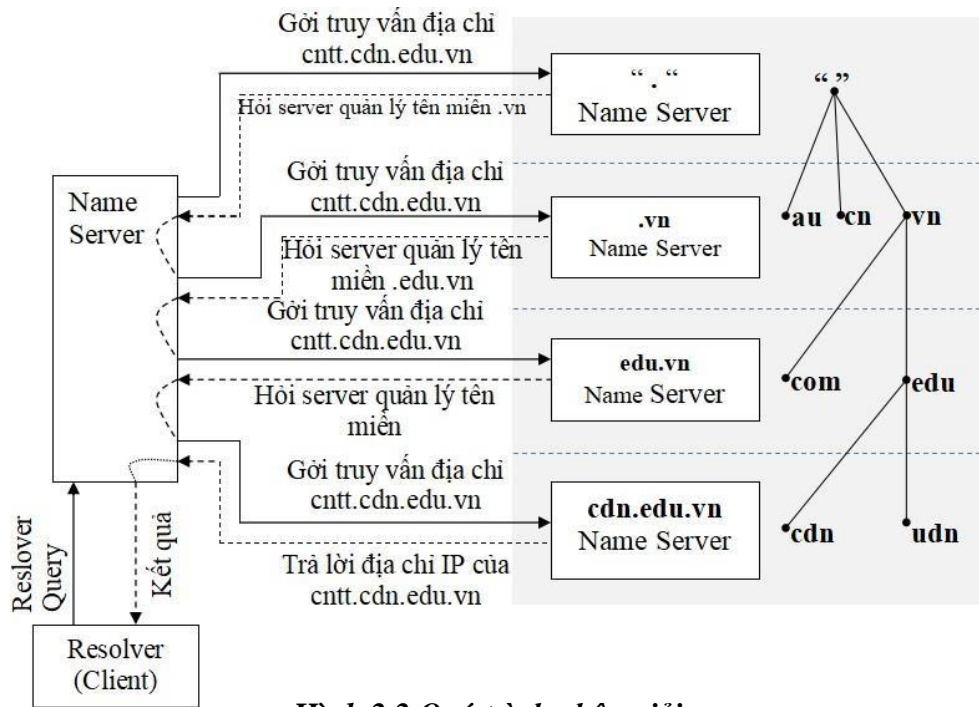 Gởi truy vấn địa chỉ
cntt.cdn.edu.vn
“ . “
Name Server
“ ”
Hỏi server quản lý tên miền .vn
Name
Server
Gởi truy vấn địa chỉ
cntt.cdn.edu.vn
.vn
Name Server
au
cn
vn
Hỏi server quản lý tên
miền .edu.vn
Gởi truy vấn địa chỉ
cntt.cdn.edu.vn
edu.vn
Name Server
com
edu
Hỏi server quản lý tên
miền
Gởi truy vấn địa chỉ
cntt.cdn.edu.vn
cdn.edu.vn
Name Server
cdn
udn
Trả lời địa chỉ IP của
cntt.cdn.edu.vn
Reslover
Query
Kết quả
Resolver
(Client)